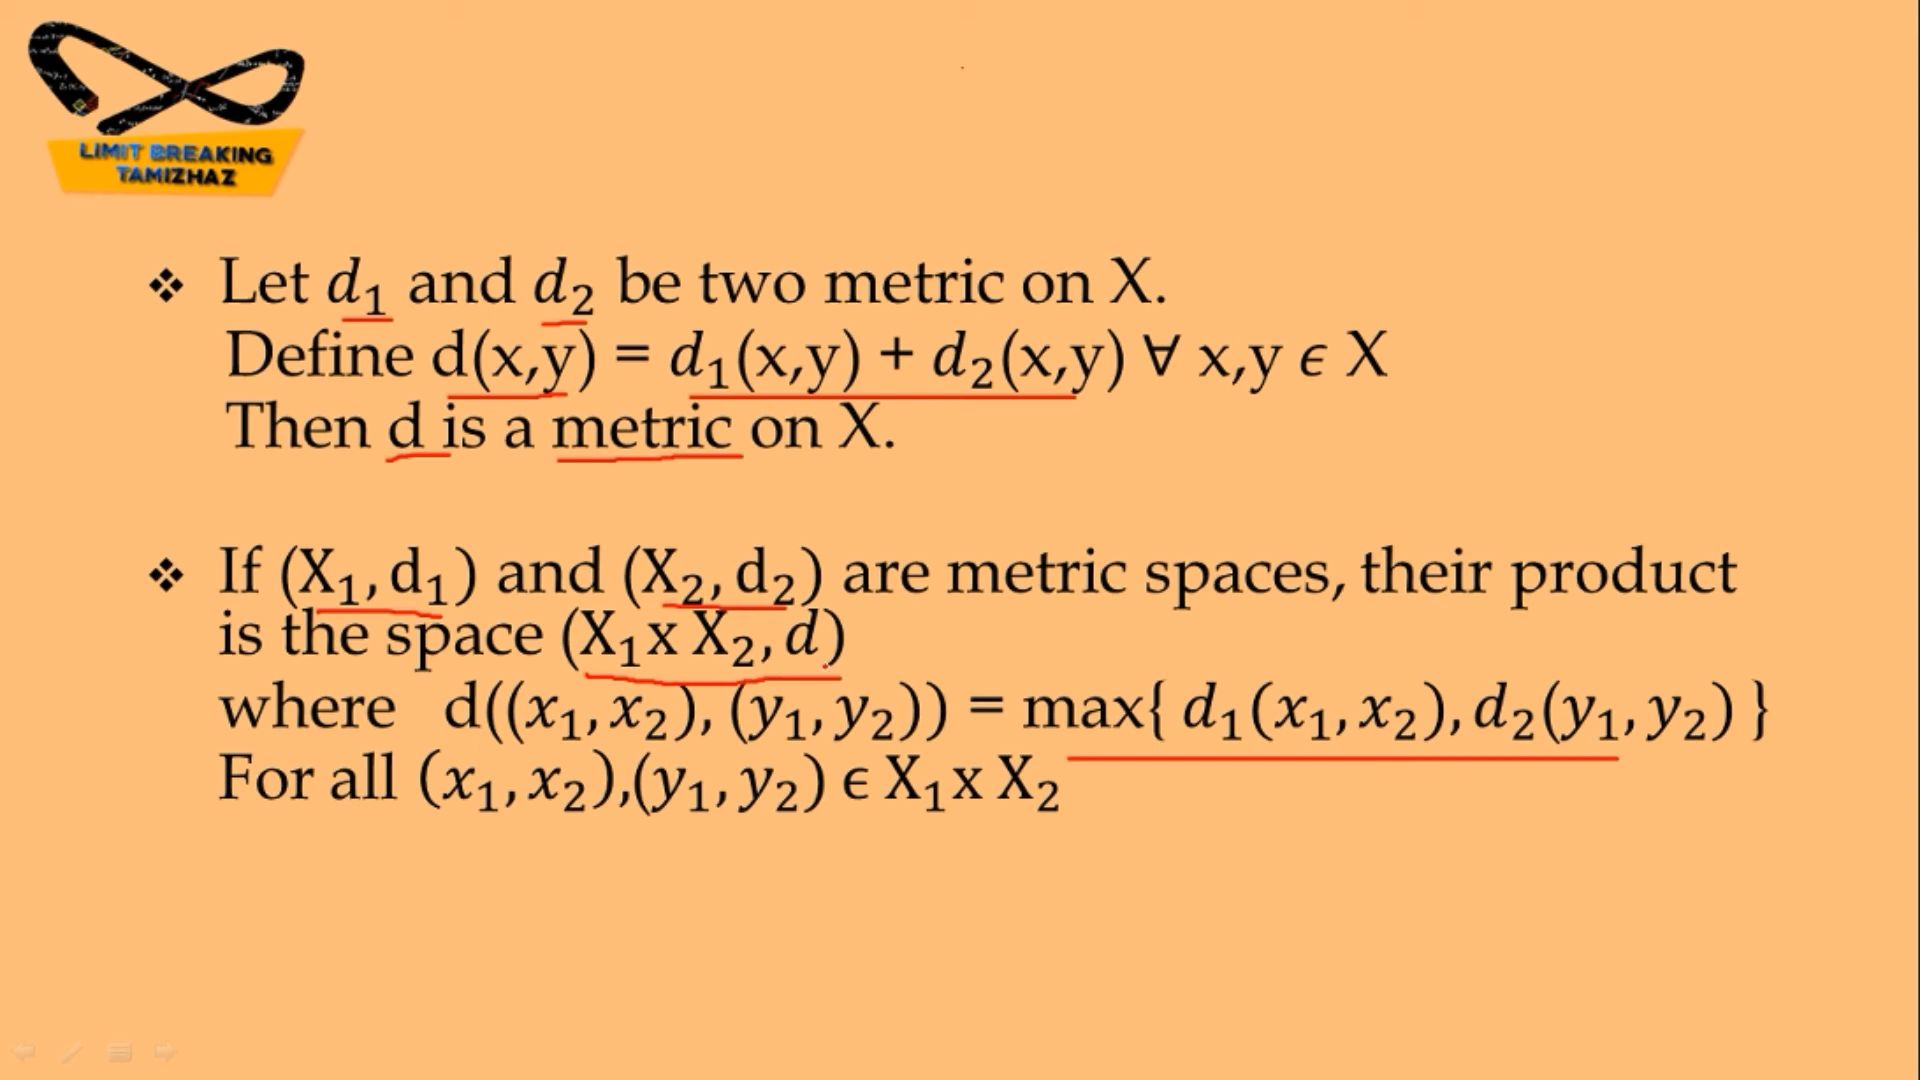 LIMIT BREAKING
TAMIZHAZ
❖ Let d₁ and d₂ be two metric on X.
Define d(x,y) = d₁(x,y) + d₂(x,y) ∀ x,y ϵ X
Then d is a metric on X.
❖ If (X₁, d₁) and (X₂, d₂) are metric spaces, their product
is the space (X₁x X₂, d)
where d((x₁, x₂), (y₁, y₂)) = max{ d₁(x₁, x₂), d₂(y₁, y₂) }
For all (x₁, x₂),(y₁, y₂) ϵ X₁x X₂